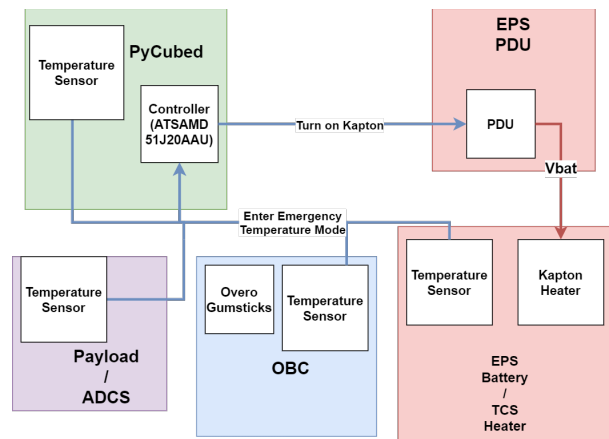 PyCubed
Temperature
Sensor
Controller
(ATSAMD
51J20AAU)
Turn on Kapton
EPS
PDU
PDU
Vbat
Enter Emergency
Temperature Mode
Temperature
Sensor
Payload
/
ADCS
Overo
Gumsticks
Temperature
Sensor
OBC
Temperature
Sensor
Kapton
Heater
EPS
Battery
/
TCS
Heater